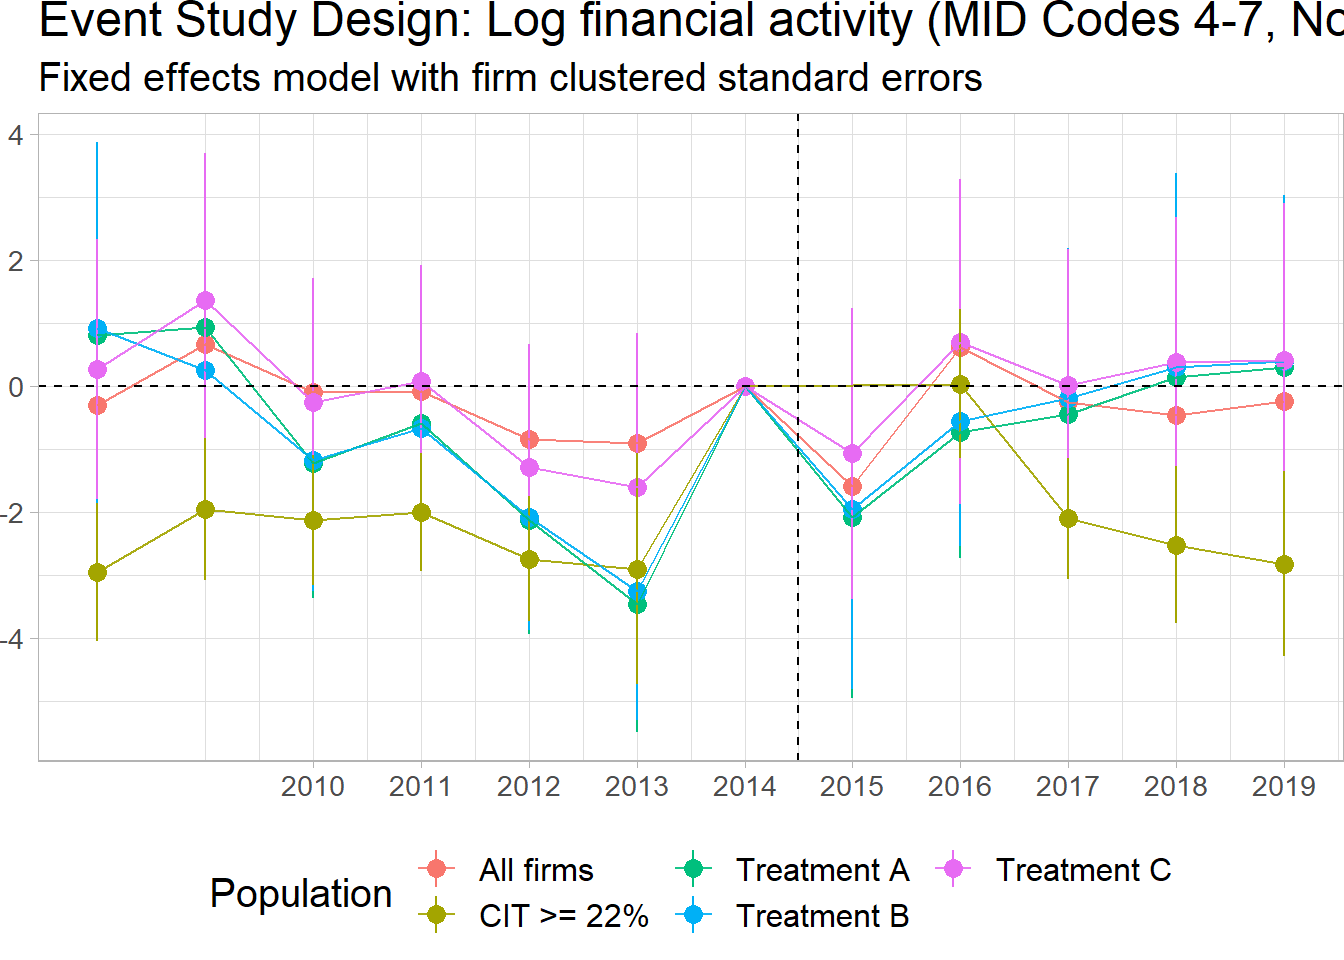 Event Study Design: Log financial activity (MID Codes 4-7, No
Fixed effects model with firm clustered standard errors
4
2
0
-2
-4
2010 2011 2012 2013 2014 2015 2016 2017 2018 2019
Population
All firms Treatment A Treatment C
CIT >= 22% Treatment B